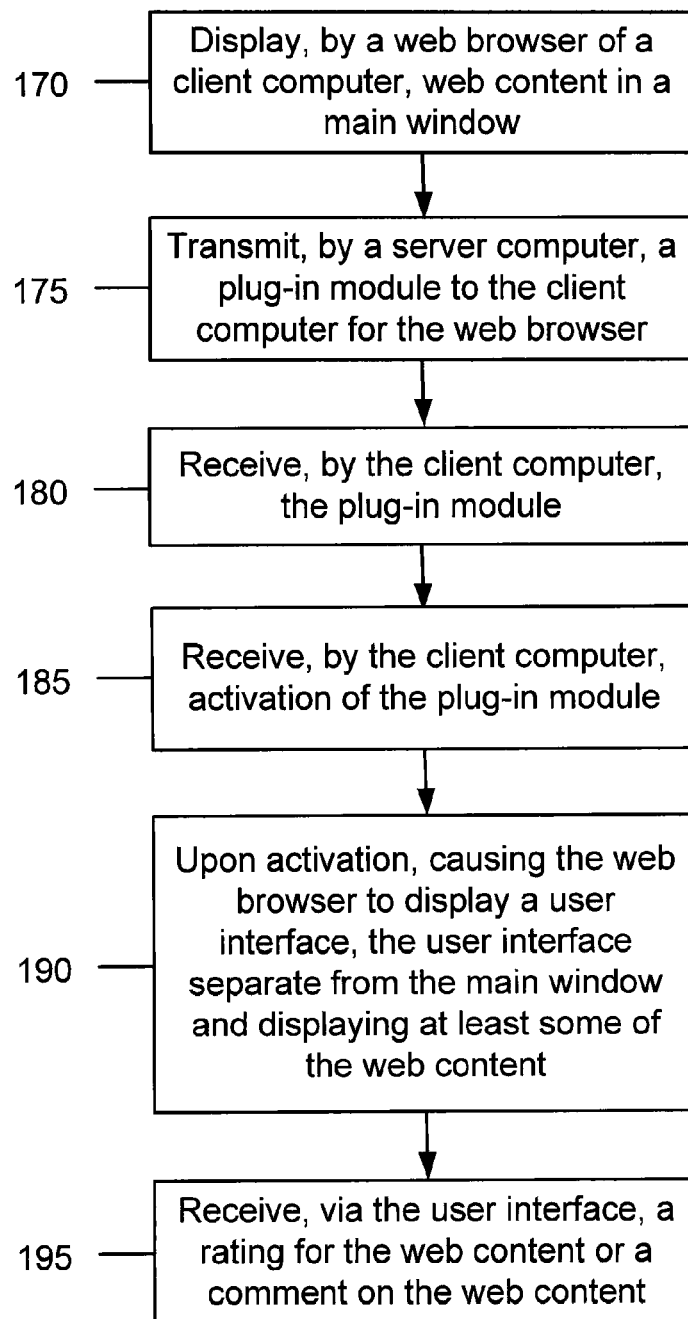 Display, by a web browser of a
170
client computer, web content in a
main window
Transmit, by a server computer, a
175
plug-in module to the client
computer for the web browser
Receive, by the client computer,
180
the plug-in module
Receive, by the client computer,
185
activation of the plug-in module
Upon activation, causing the web
browser to display a user
interface, the user interface
190
separate from the main window
and displaying at least some of
the web content
Receive, via the user interface, a
195
rating for the web content or a
comment on the web content